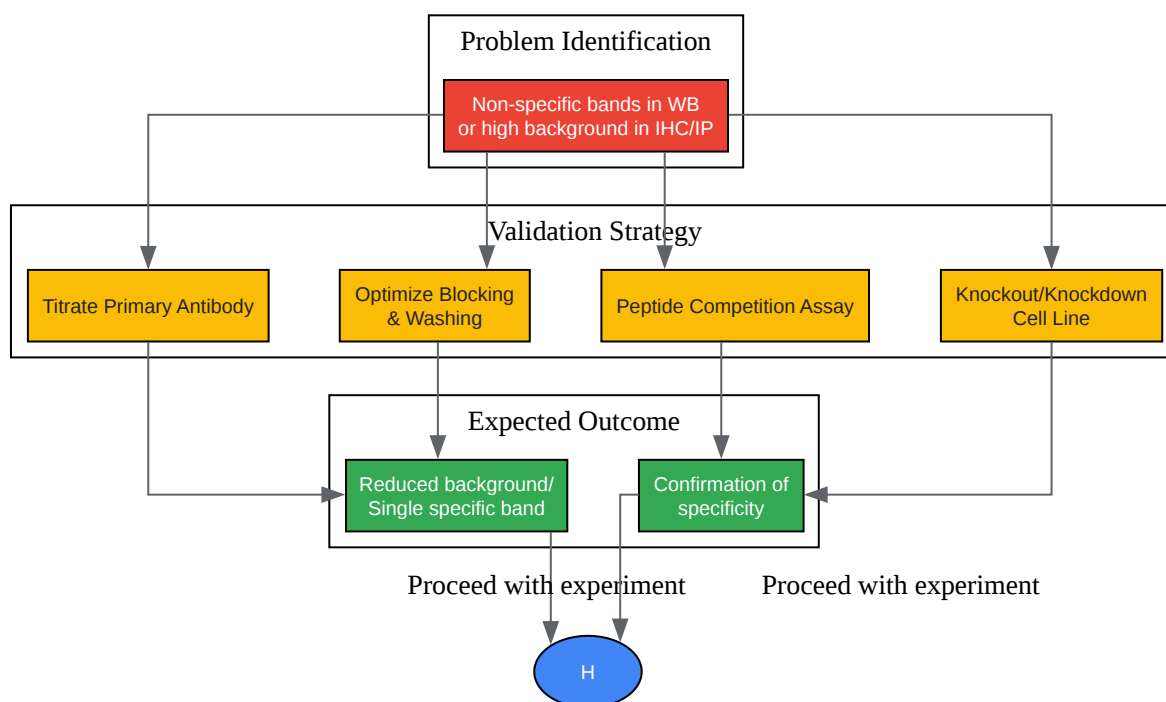 Problem Identification
Non-specific bands in WB
or high background in IHC/IP
Validation Strategy
Titrate Primary Antibody
Optimize Blocking
& Washing
Peptide Competition Assay
Knockout/Knockdown
Cell Line
Expected Outcome
Reduced background/
Single specific band
Confirmation of
specificity
Proceed with experiment
Proceed with experiment
H